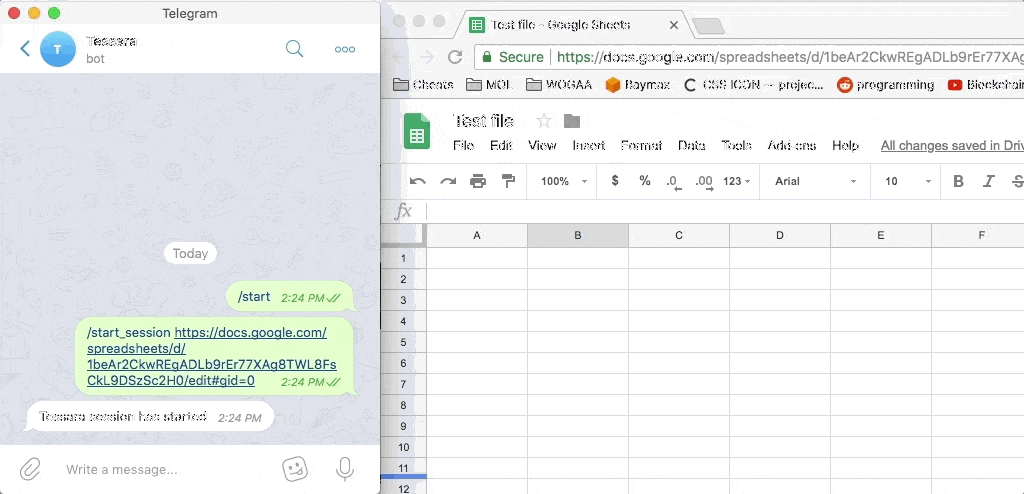 Telegram
T
bot
Today
/start 2:24 PM
/start_session https://docs.google.com/
spreadsheets/d/
1beAr2CkwREgADLb9rEr77XAg8TWL8Fs
CkL9DSzSc2H0/edit#gid=0 2:24 PM
session has started 2:24 PM
Write a message...
Test file - Google Sheets
Secure https://docs.google.com/spreadsheets/d/1beAr2CkwREgADLb9rEr77XAg
Cheats MOL WOGAA Baymax CSS ICON — projec... programming Blockchain
Test file
File Edit View Insert Format Data Tools Add-ons Help All changes saved in Driv
100% $ % .0 .00 123 Arial 10 B I S
fx
A B C D E F
1
2
3
4
5
6
7
8
9
10
11
12